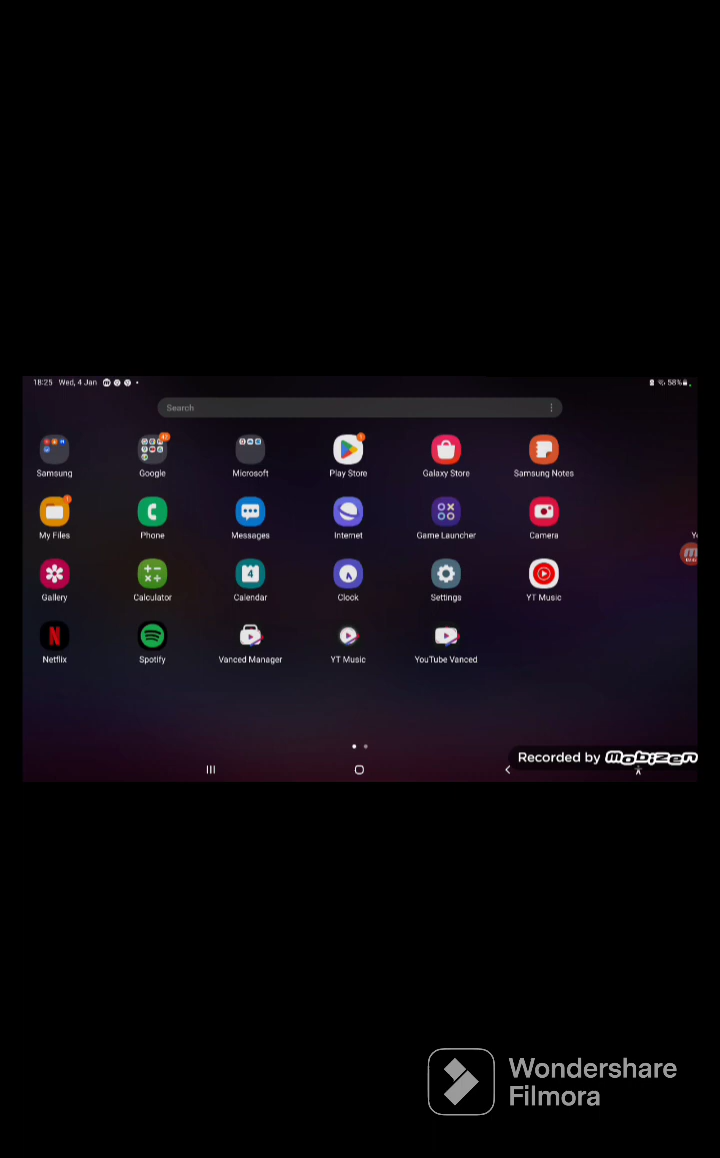 18:25 Wed, 4 Jan
58%
Search
Samsung
Google
Microsoft
Play Store
Galaxy Store
Samsung Notes
My Files
Phone
Messages
Internet
Game Launcher
Camera
Gallery
Calculator
4
Calendar
Clock
Settings
YT Music
Netflix
Spotify
Vanced Manager
YT Music
YouTube Vanced
Recorded by Mobizen
Wondershare
Filmora